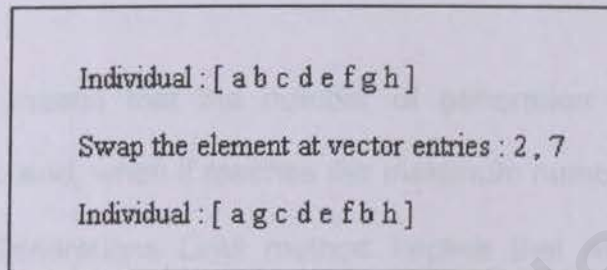 Individual : [ a b c d e f g h ]
Swap the element at vector entries : 2 , 7
Individual : [ a g c d e f b h ]